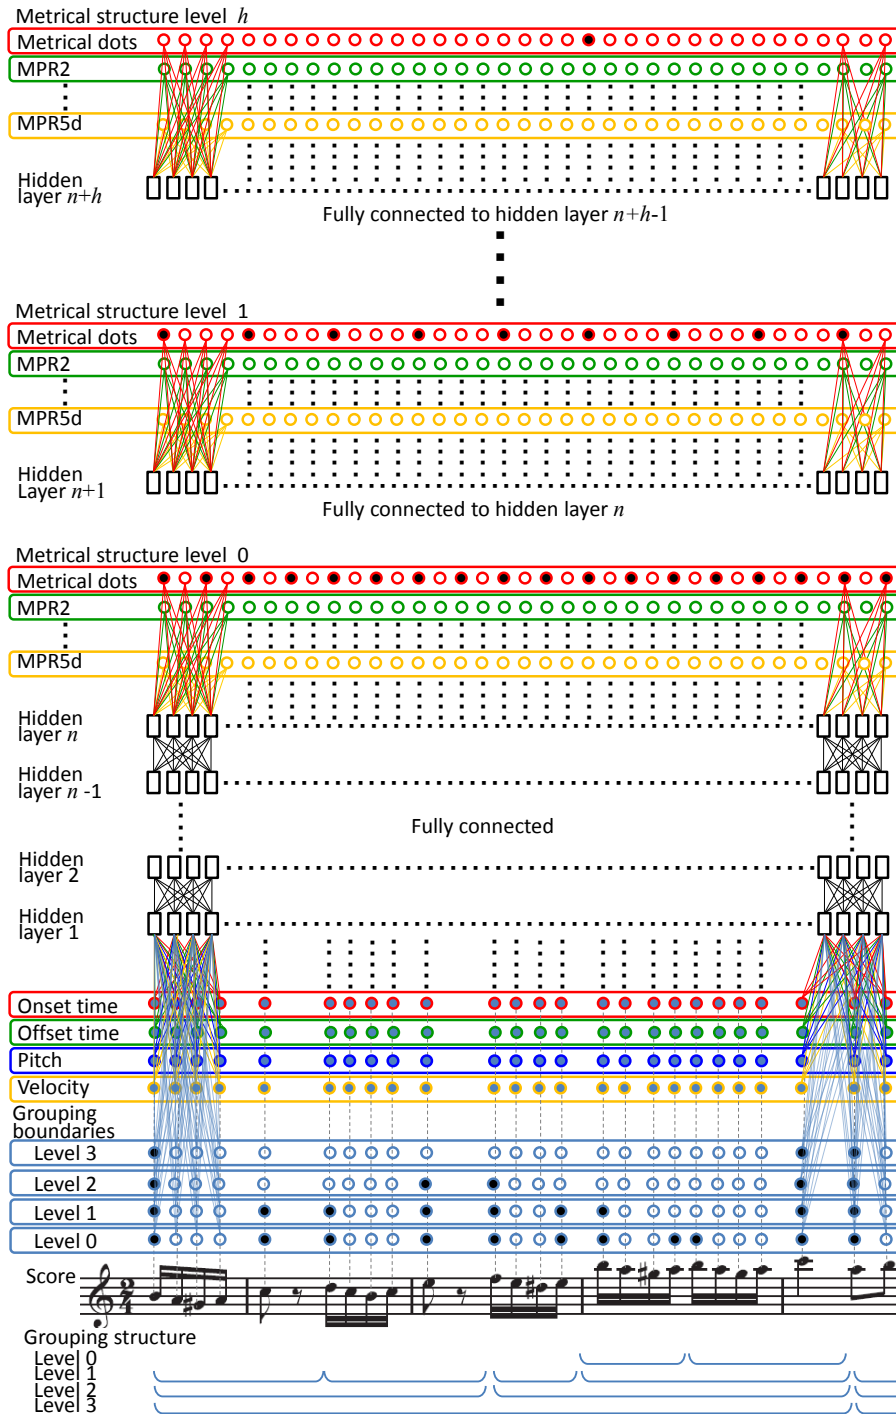 Metrical structure level h
Metrical dots
MPR2
MPR5d
Hidden
layer n+h
Fully connected to hidden layer n+h-1
Metrical structure level 1
Metrical dots
MPR2
MPR5d
Hidden
Layer n+1
Fully connected to hidden layer n
Metrical structure level 0
Metrical dots
MPR2
MPR5d
Hidden
layer n
Hidden
layer n -1
Fully connected
Hidden
layer 2
Hidden
layer 1
Onset time
Offset time
Pitch
Velocity
Grouping
boundaries
Level 3
Level 2
Level 1
Level 0
Score
2
4
Grouping structure
Level 0
Level 1
Level 2
Level 3